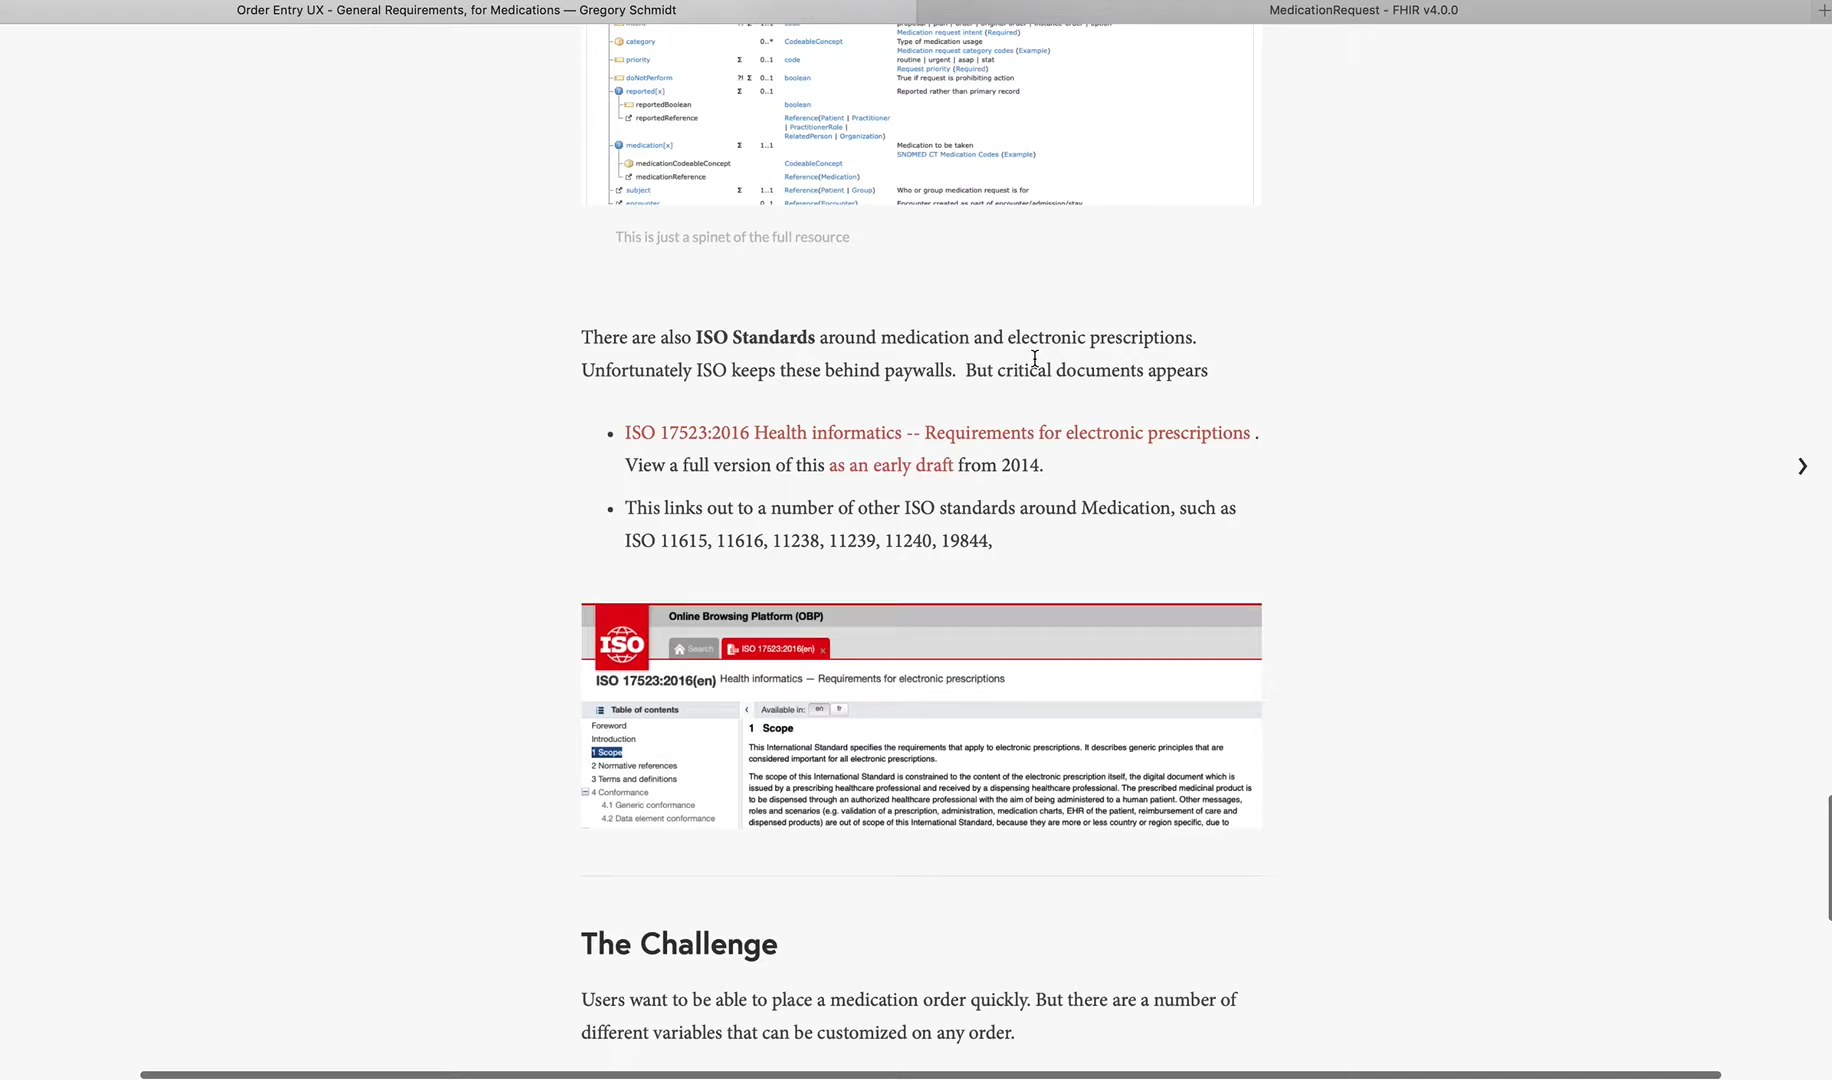 Order Entry UX - General Requirements, for Medications — Gregory Schmidt
MedicationRequest - FHIR v4.0.0
Medication request intent (Required)
category 0..* CodeableConcept Type of medication usage
Medication request category codes (Example)
priority Σ 0..1 code routine | urgent | asap | stat
Request priority (Required)
doNotPerform ?! Σ 0..1 boolean True if request is prohibiting action
reported[x] Σ 0..1 Reported rather than primary record
reportedBoolean boolean
reportedReference Reference(Patient | Practitioner
| PractitionerRole |
RelatedPerson | Organization)
medication[x] Σ 1..1 Medication to be taken
SNOMED CT Medication Codes (Example)
medicationCodeableConcept CodeableConcept
medicationReference Reference(Medication)
subject Σ 1..1 Reference(Patient | Group) Who or group medication request is for
encounter 0..1 Reference(Encounter) Encounter created as part of encounter/admission/stay
This is just a spinet of the full resource
There are also ISO Standards around medication and electronic prescriptions.
Unfortunately ISO keeps these behind paywalls. But critical documents appears
• ISO 17523:2016 Health informatics -- Requirements for electronic prescriptions .
View a full version of this as an early draft from 2014.
• This links out to a number of other ISO standards around Medication, such as
ISO 11615, 11616, 11238, 11239, 11240, 19844,
Online Browsing Platform (OBP)
ISO
Search ISO 17523:2016(en) x
ISO 17523:2016(en) Health informatics — Requirements for electronic prescriptions
Table of contents
Foreword
Introduction
1 Scope
2 Normative references
3 Terms and definitions
4 Conformance
4.1 Generic conformance
4.2 Data element conformance
Available in: en fr
1 Scope
This International Standard specifies the requirements that apply to electronic prescriptions. It describes generic principles that are
considered important for all electronic prescriptions.
The scope of this International Standard is constrained to the content of the electronic prescription itself, the digital document which is
issued by a prescribing healthcare professional and received by a dispensing healthcare professional. The prescribed medicinal product is
to be dispensed through an authorized healthcare professional with the aim of being administered to a human patient. Other messages,
roles and scenarios (e.g. validation of a prescription, administration, medication charts, EHR of the patient, reimbursement of care and
dispensed products) are out of scope of this International Standard, because they are more or less country or region specific, due to
The Challenge
Users want to be able to place a medication order quickly. But there are a number of
different variables that can be customized on any order.